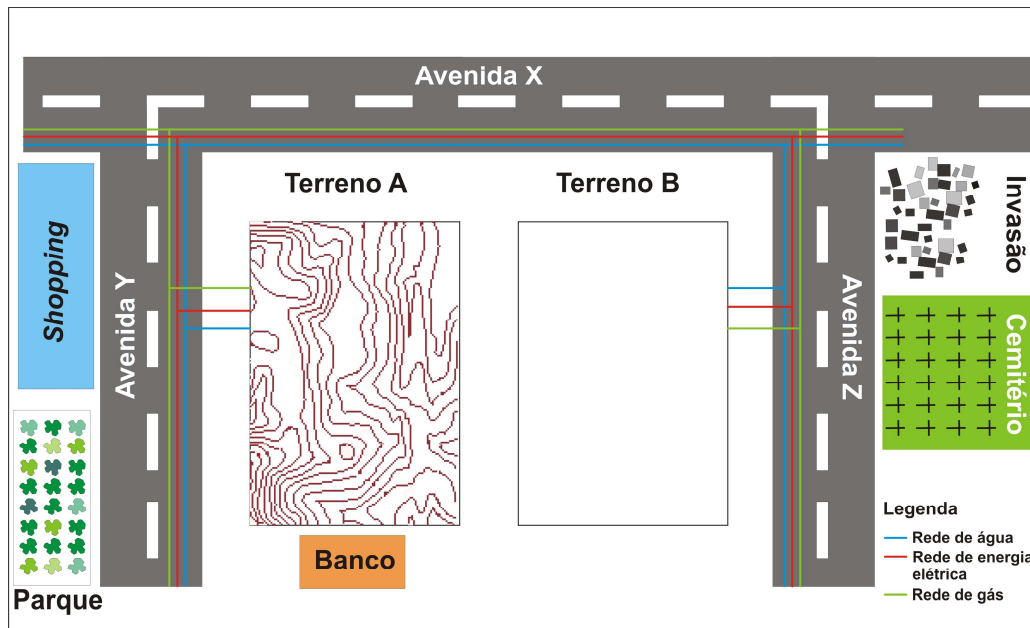 Avenida X
Terreno A
Terreno B
Shopping
Avenida Y
Avenida Z
Invasão
Cemitério
Banco
Parque
Legenda
Rede de água
Rede de energia
elétrica
Rede de gás